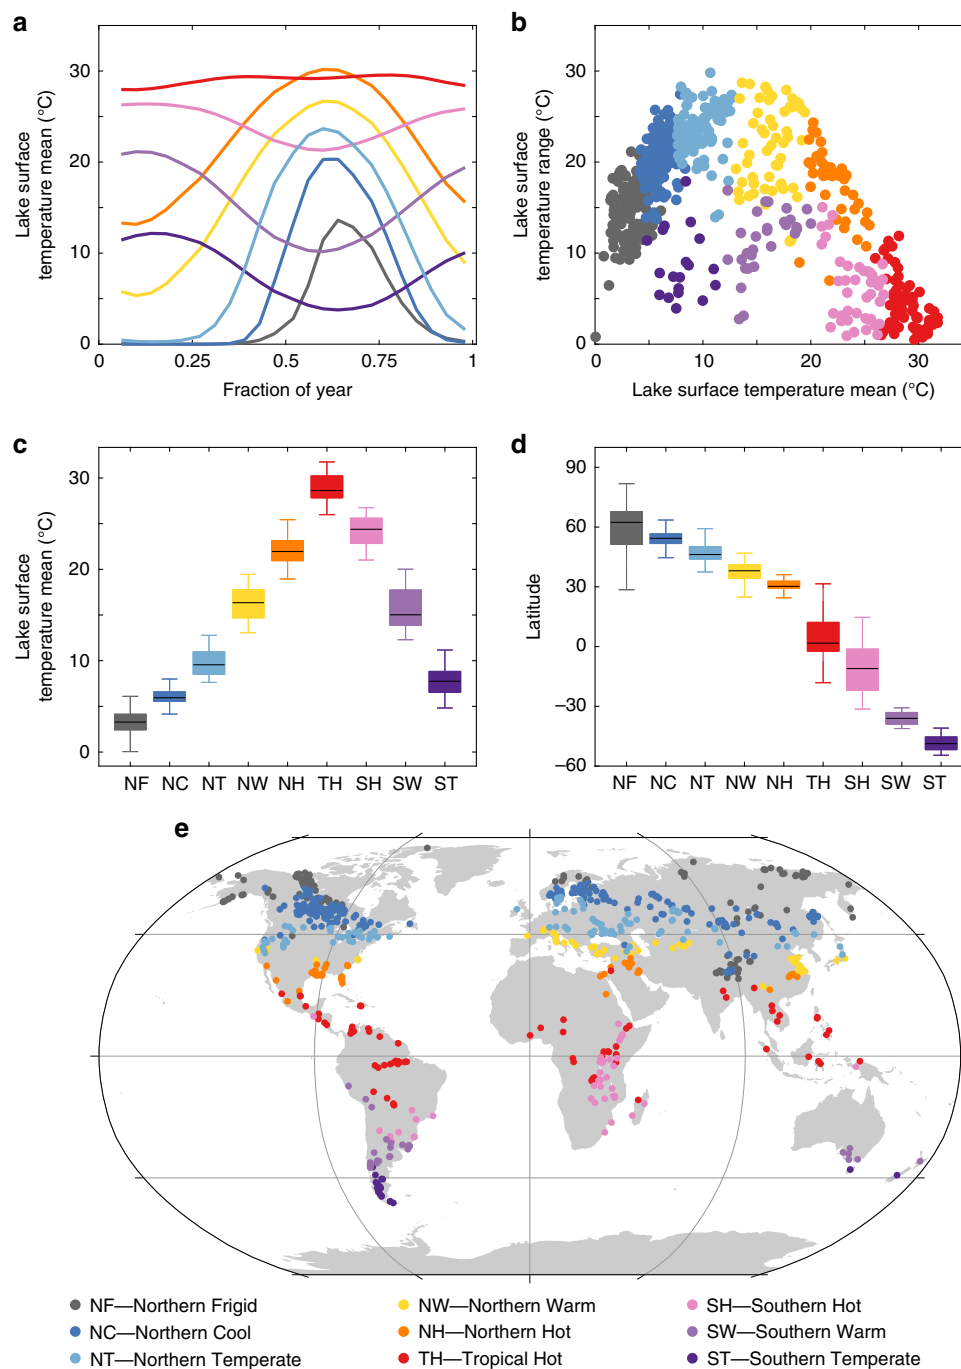 a
Lake surface
temperature mean (°C)
30
20
10
0
0
0.25
0.5
0.75
1
Fraction of year
b
Lake surface
temperature range (°C)
30
20
10
0
0
10
20
30
Lake surface temperature mean (°C)
c
Lake surface
temperature mean (°C)
30
20
10
0
NF NC NT NW NH TH SH SW ST
d
Latitude
90
60
30
0
−30
−60
NF NC NT NW NH TH SH SW ST
e
NF—Northern Frigid
NC—Northern Cool
NT—Northern Temperate
NW—Northern Warm
NH—Northern Hot
TH—Tropical Hot
SH—Southern Hot
SW—Southern Warm
ST—Southern Temperate